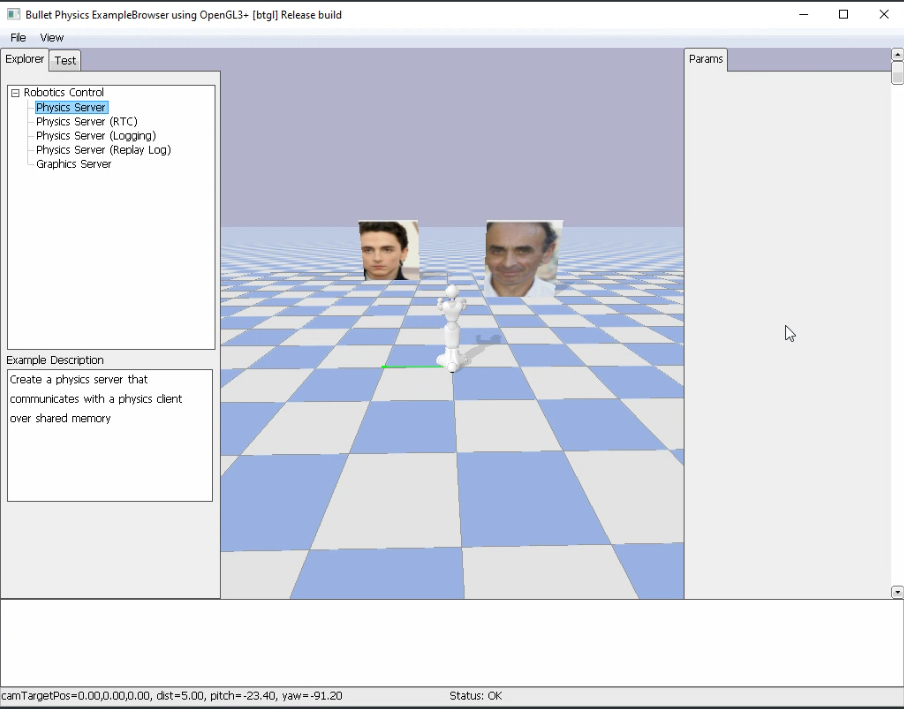 Bullet Physics ExampleBrowser using OpenGL3+ [btgl] Release build
File View
Explorer Test
Params
Robotics Control
Physics Server
Physics Server (RTC)
Physics Server (Logging)
Physics Server (Replay Log)
Graphics Server
Example Description
Create a physics server that
communicates with a physics client
over shared memory
camTargetPos=0.00,0.00,0.00, dist=5.00, pitch=-23.40, yaw=-91.20
Status: OK